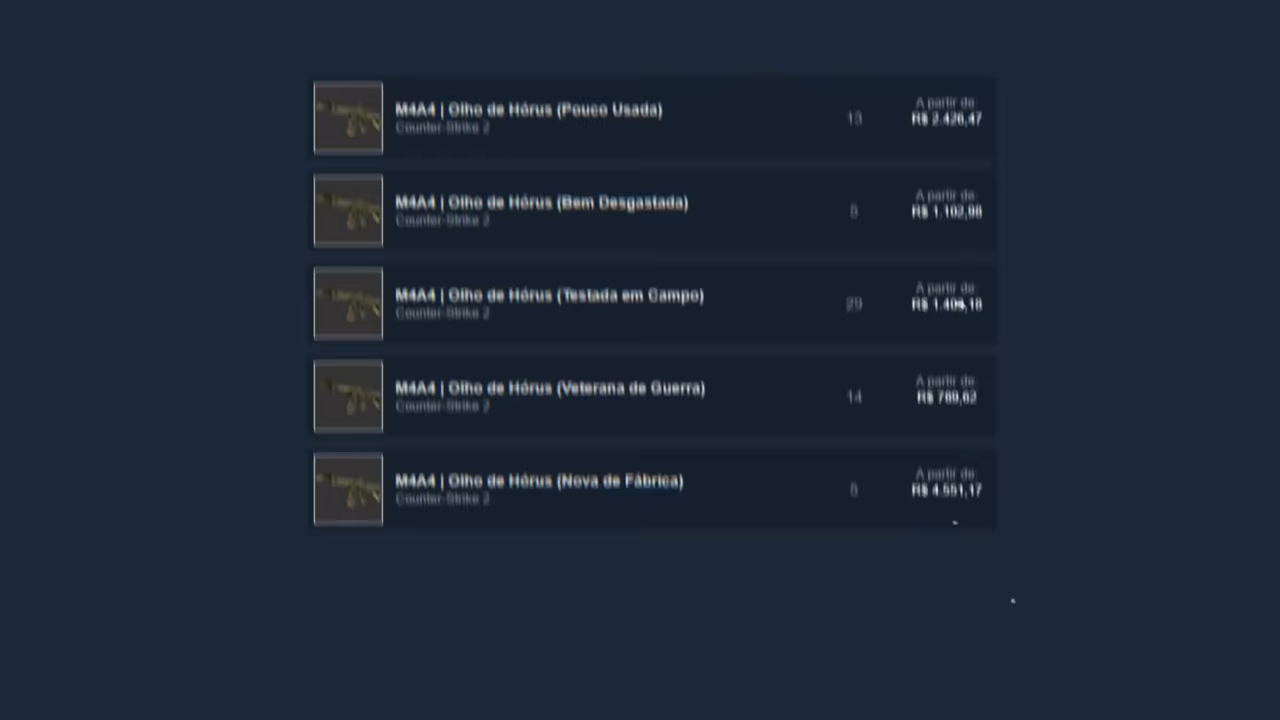 M4A4 | Olho de Hórus (Pouco Usada)
Counter-Strike 2
13
A partir de:
R$ 2.426,47
M4A4 | Olho de Hórus (Bem Desgastada)
Counter-Strike 2
A partir de:
R$ 1.102,98
M4A4 | Olho de Hórus (Testada em Campo)
Counter-Strike 2
29
A partir de:
M4A4 | Olho de Hórus (Veterana de Guerra)
Counter-Strike 2
14
A partir de:
R$ 769,62
M4A4 | Olho de Hórus (Nova de Fábrica)
Counter-Strike 2
A partir de:
R$ 4.551,17